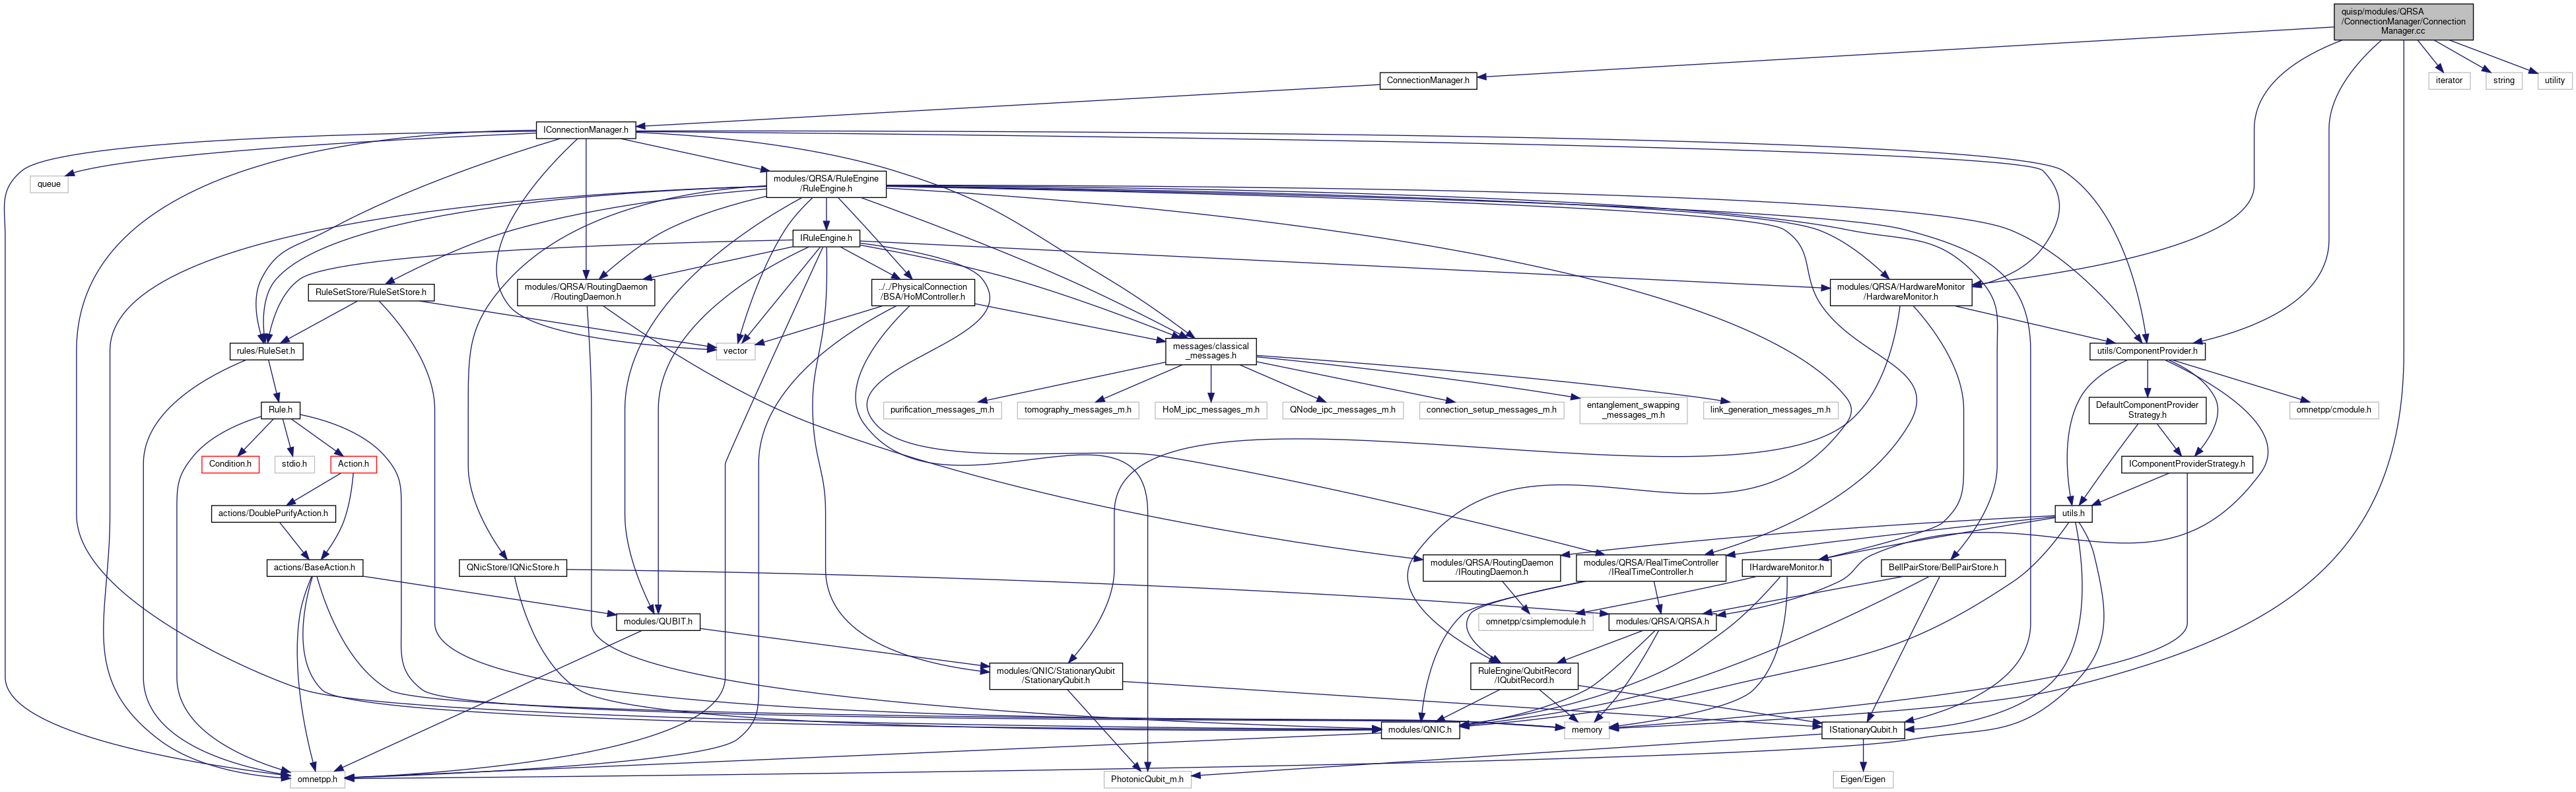 quisp/modules/QRSA
/ConnectionManager/Connection
Manager.cc
ConnectionManager.h
iterator
string
utility
IConnectionManager.h
queue
modules/QRSA/RuleEngine
/RuleEngine.h
IRuleEngine.h
RuleSetStore/RuleSetStore.h
modules/QRSA/RoutingDaemon
/RoutingDaemon.h
../../PhysicalConnection
/BSA/HoMController.h
modules/QRSA/HardwareMonitor
/HardwareMonitor.h
rules/RuleSet.h
vector
messages/classical
_messages.h
utils/ComponentProvider.h
Rule.h
purification_messages_m.h
tomography_messages_m.h
HoM_ipc_messages_m.h
QNode_ipc_messages_m.h
connection_setup_messages_m.h
entanglement_swapping
_messages_m.h
link_generation_messages_m.h
DefaultComponentProvider
Strategy.h
omnetpp/cmodule.h
Condition.h
stdio.h
Action.h
IComponentProviderStrategy.h
actions/DoublePurifyAction.h
utils.h
actions/BaseAction.h
QNicStore/IQNicStore.h
modules/QRSA/RoutingDaemon
/IRoutingDaemon.h
modules/QRSA/RealTimeController
/IRealTimeController.h
IHardwareMonitor.h
BellPairStore/BellPairStore.h
modules/QUBIT.h
omnetpp/csimplemodule.h
modules/QRSA/QRSA.h
modules/QNIC/StationaryQubit
/StationaryQubit.h
RuleEngine/QubitRecord
/IQubitRecord.h
modules/QNIC.h
memory
IStationaryQubit.h
omnetpp.h
PhotonicQubit_m.h
Eigen/Eigen